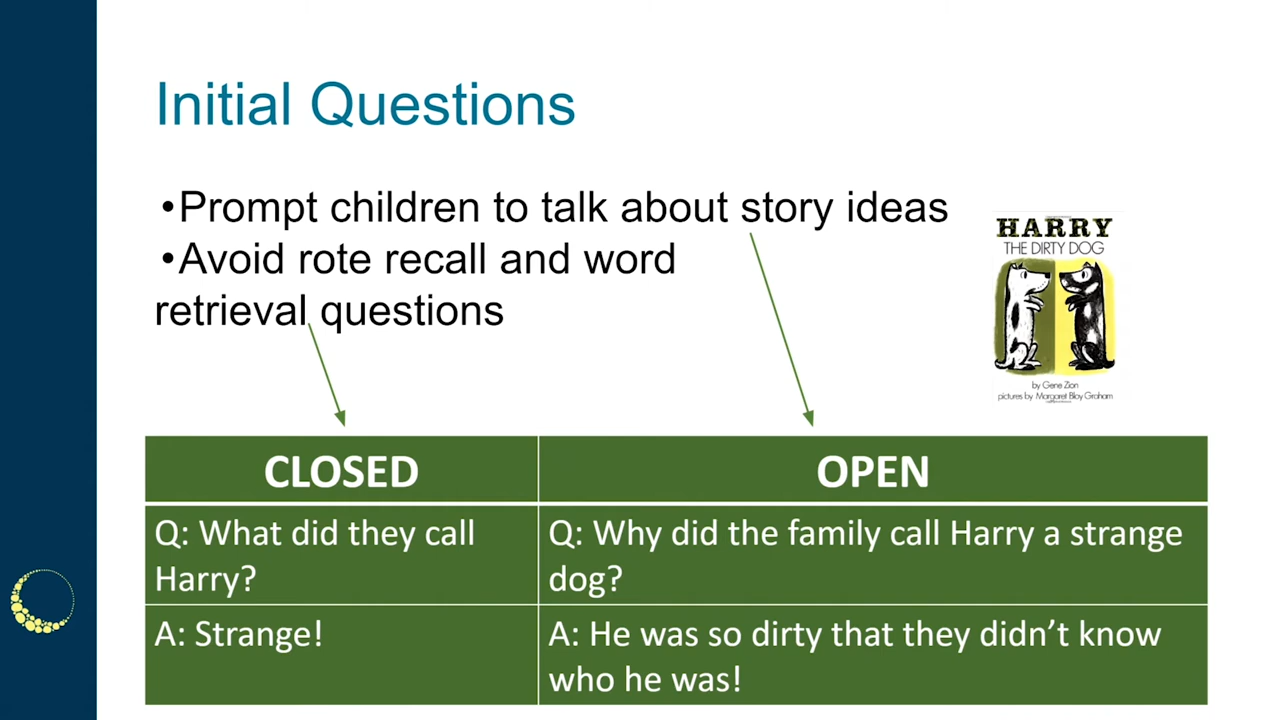 Initial Questions
•Prompt children to talk about story ideas
•Avoid rote recall and word
retrieval questions
HARRY
THE DIRTY DOG
by Gene Zion
pictures by Margaret Bloy Graham
CLOSED
OPEN
Q: What did they call
Harry?
Q: Why did the family call Harry a strange
dog?
A: Strange!
A: He was so dirty that they didn’t know
who he was!